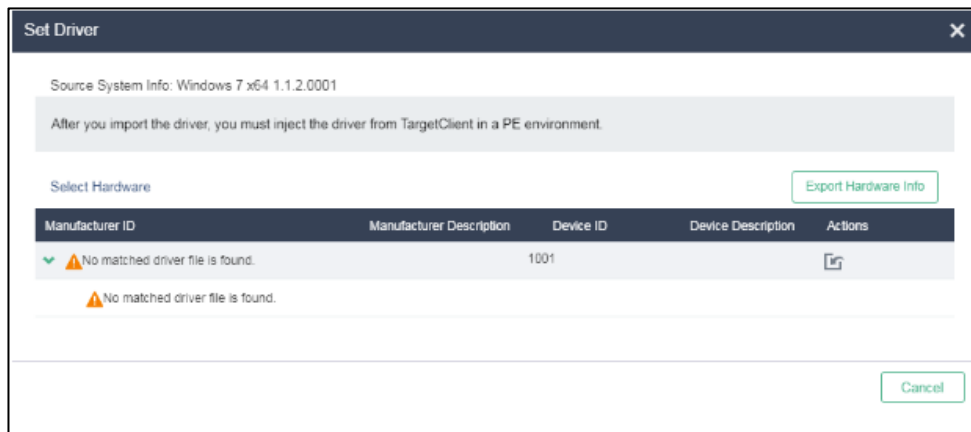 Set Driver
Source System Info: Windows 7 x64 1.1.2.0001
After you import the driver, you must inject the driver from TargetClient in a PE environment.
Select Hardware
Export Hardware Info
Manufacturer ID Manufacturer Description Device ID Device Description Actions
No matched driver file is found. 1001
No matched driver file is found.
Cancel